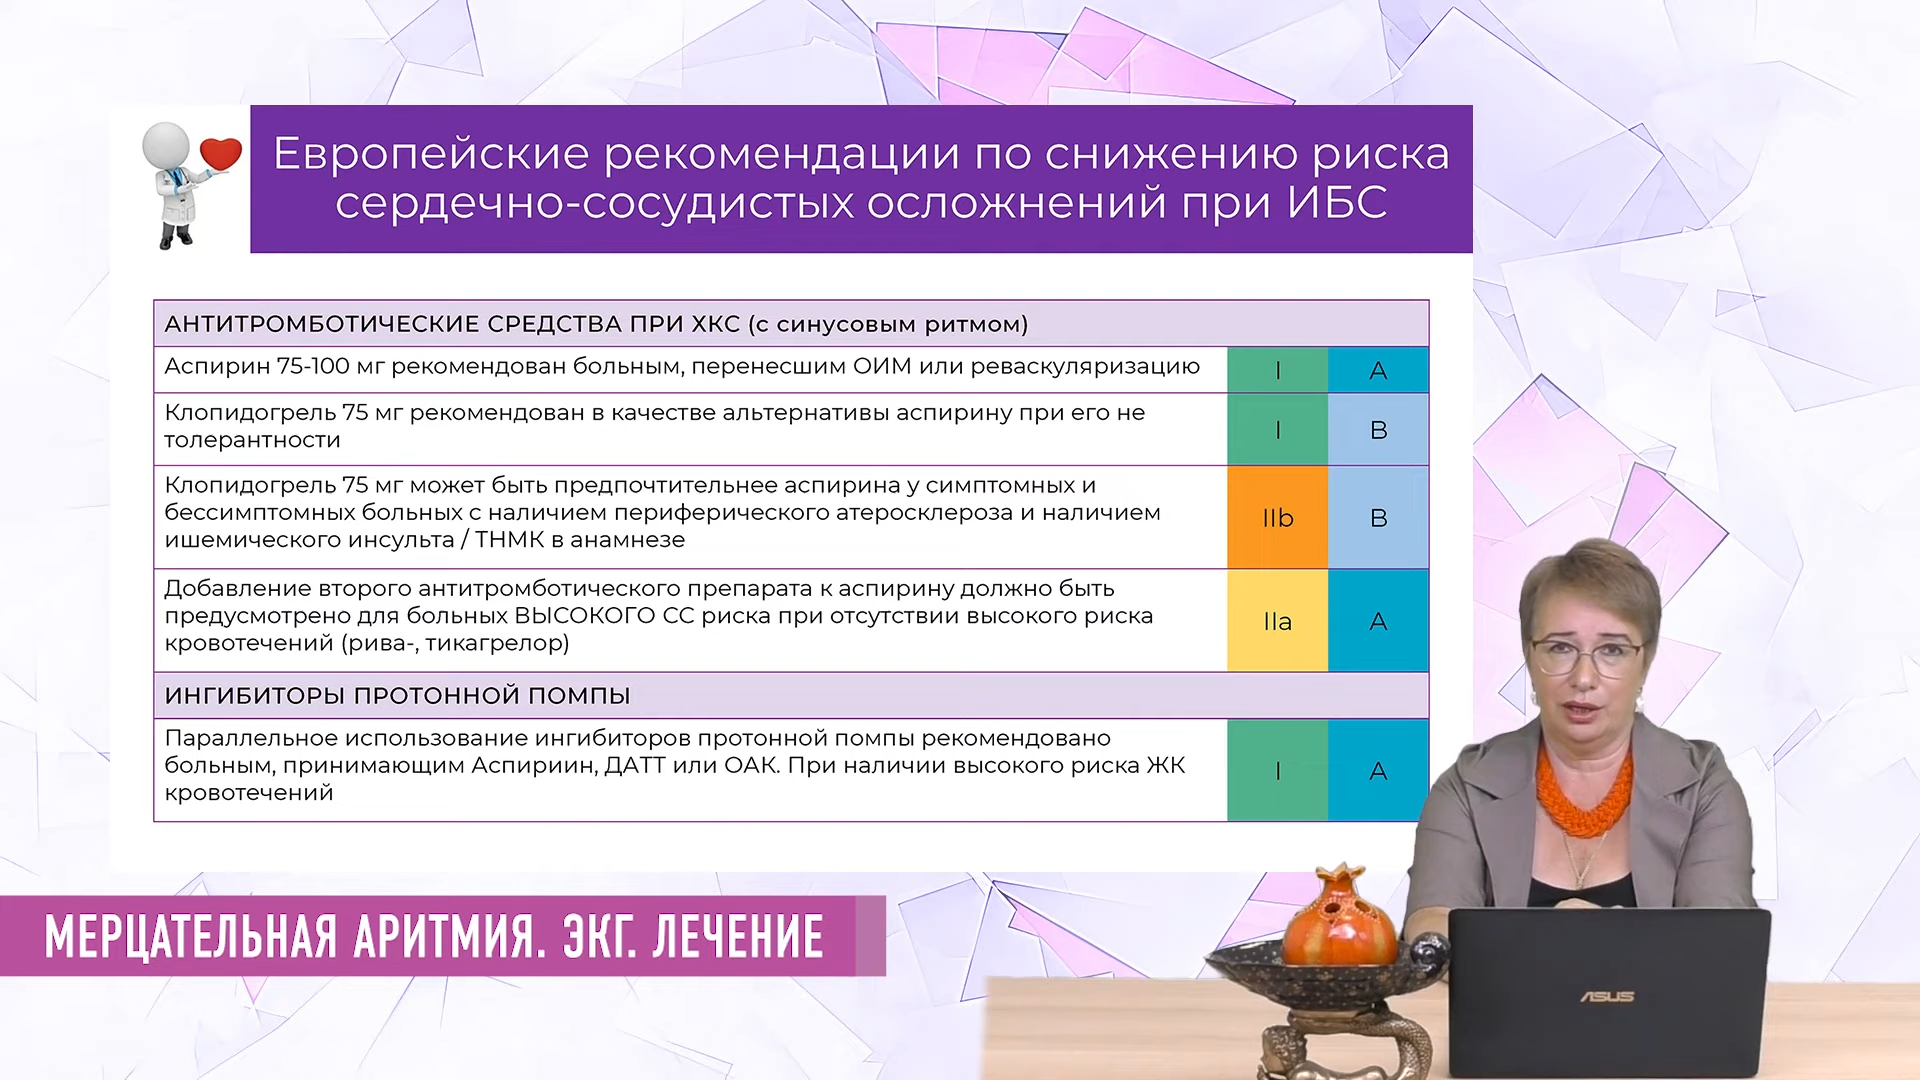 Европейские рекомендации по снижению риска
сердечно-сосудистых осложнений при ИБС
АНТИТРОМБОТИЧЕСКИЕ СРЕДСТВА ПРИ ХКС (с синусовым ритмом)
Аспирин 75-100 мг рекомендован больным, перенесшим ОИМ или реваскуляризацию I A
Клопидогрель 75 мг рекомендован в качестве альтернативы аспирину при его не
толерантности I B
Клопидогрель 75 мг может быть предпочтительнее аспирина у симптомных и
бессимптомных больных с наличием периферического атеросклероза и наличием
ишемического инсульта / ТНМК в анамнезе IIb B
Добавление второго антитромботического препарата к аспирину должно быть
предусмотрено для больных ВЫСОКОГО СС риска при отсутствии высокого риска
кровотечений (рива-, тикагрелор) IIa A
ИНГИБИТОРЫ ПРОТОННОЙ ПОМПЫ
Параллельное использование ингибиторов протонной помпы рекомендовано
больным, принимающим Аспириин, ДАТТ или ОАК. При наличии высокого риска ЖК
кровотечений I A
МЕРЦАТЕЛЬНАЯ АРИТМИЯ. ЭКГ. ЛЕЧЕНИЕ
ASUS